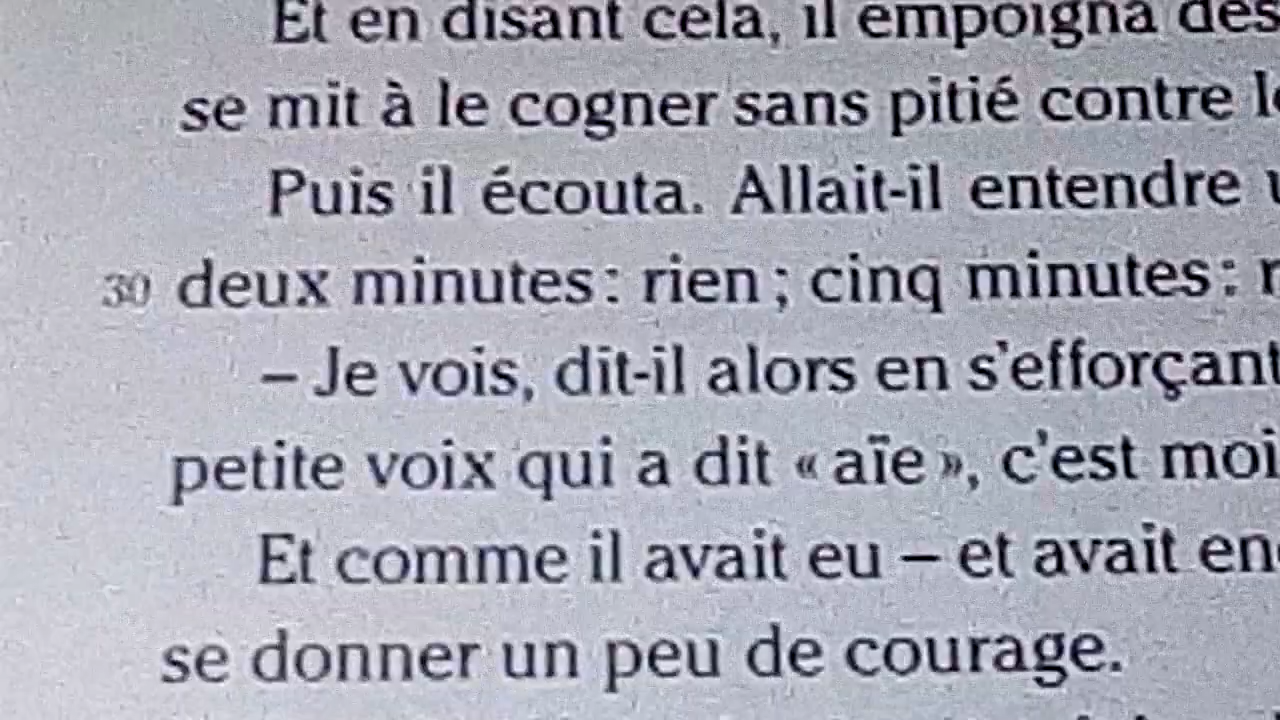 Et en disant cela, il empoigna des
se mit à le cogner sans pitié contre
Puis il écouta. Allait-il entendre
30 deux minutes : rien ; cinq minutes :
– Je vois, dit-il alors en s'efforçant
petite voix qui a dit « aïe », c'est moi
Et comme il avait eu – et avait
se donner un peu de courage.